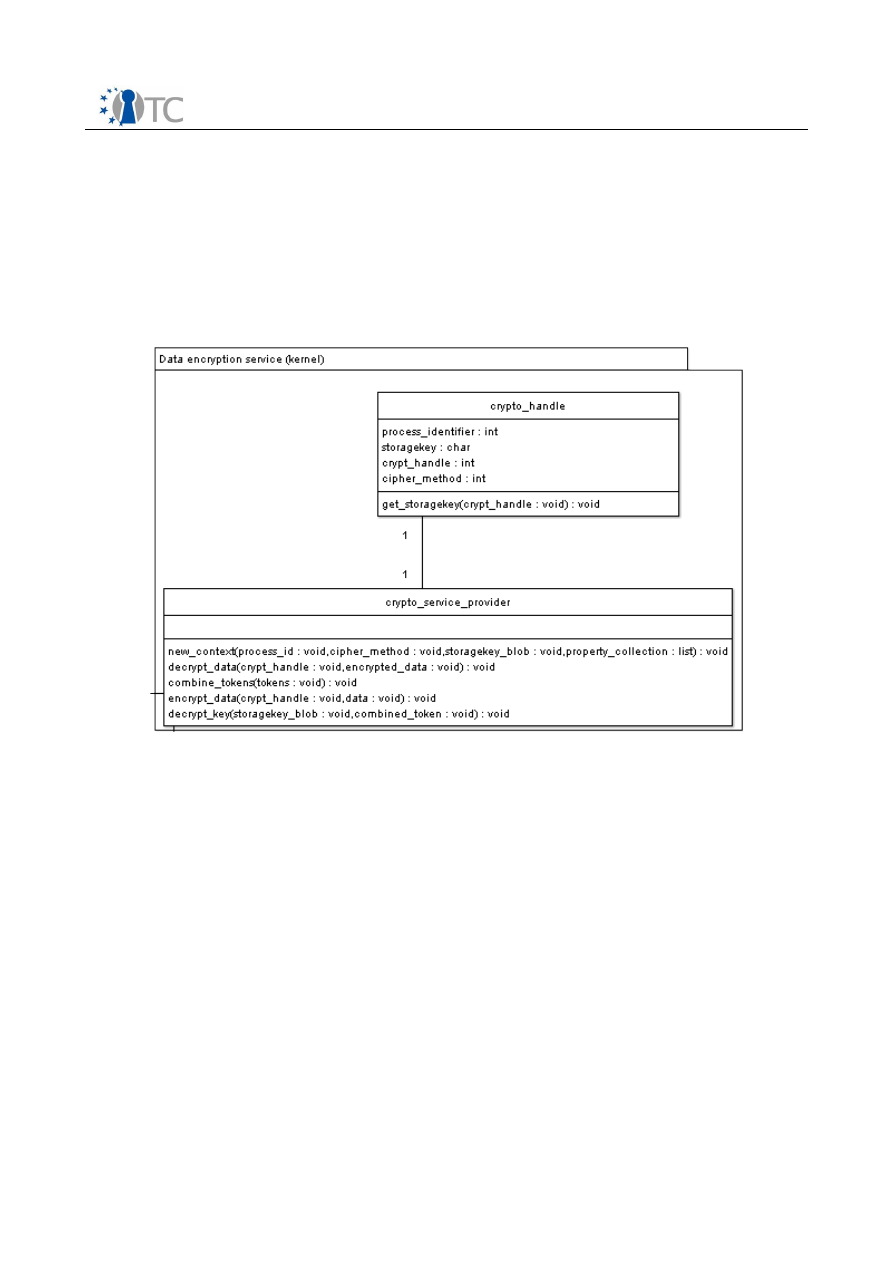 TC
Data encryption service (kernel)
crypto_handle
process_identifier : int
storagekey : char
crypt_handle : int
cipher_method : int
get_storagekey(crypt_handle : void) : void
1
1
crypto_service_provider
new_context(process_id : void,cipher_method : void,storagekey_blob : void,property_collection : list) : void
decrypt_data(crypt_handle : void,encrypted_data : void) : void
combine_tokens(tokens : void) : void
encrypt_data(crypt_handle : void,data : void) : void
decrypt_key(storagekey_blob : void,combined_token : void) : void